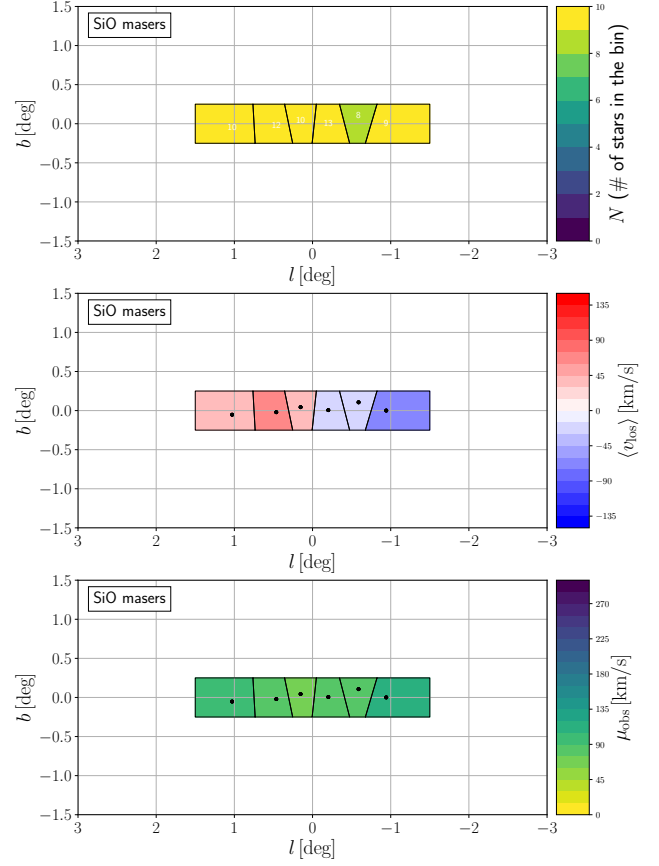 SiO masers
1.5
1.0
0.5
0.0
−0.5
−1.0
−1.5
b [deg]
10 12 10 11 8 9
3 2 1 0 −1 −2 −3
l [deg]
10
8
6
4
2
0
N (# of stars in the bin)
SiO masers
1.5
1.0
0.5
0.0
−0.5
−1.0
−1.5
b [deg]
3 2 1 0 −1 −2 −3
l [deg]
135
90
45
0
−45
−90
−135
⟨v_los⟩ [km/s]
SiO masers
1.5
1.0
0.5
0.0
−0.5
−1.0
−1.5
b [deg]
3 2 1 0 −1 −2 −3
l [deg]
270
225
180
135
90
45
0
μ_obs [km/s]